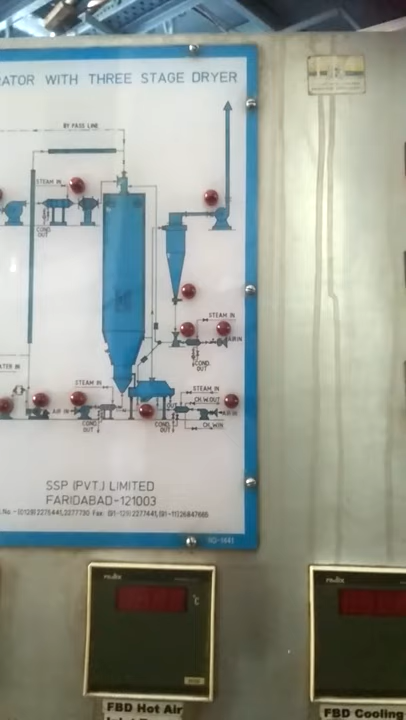 RATOR WITH THREE STAGE DRYER
BY PASS LINE
STEAM IN
COND.
OUT
STEAM IN
AIR IN
COND.
OUT
ATER IN
STEAM IN
STEAM IN
CH.W.OUT
AIR IN
AIR IN
COND.
OUT
COND.
OUT
CH.W.IN
SSP (PVT.) LIMITED
FARIDABAD-121003
FBD Hot Air
FBD Cooling
°C